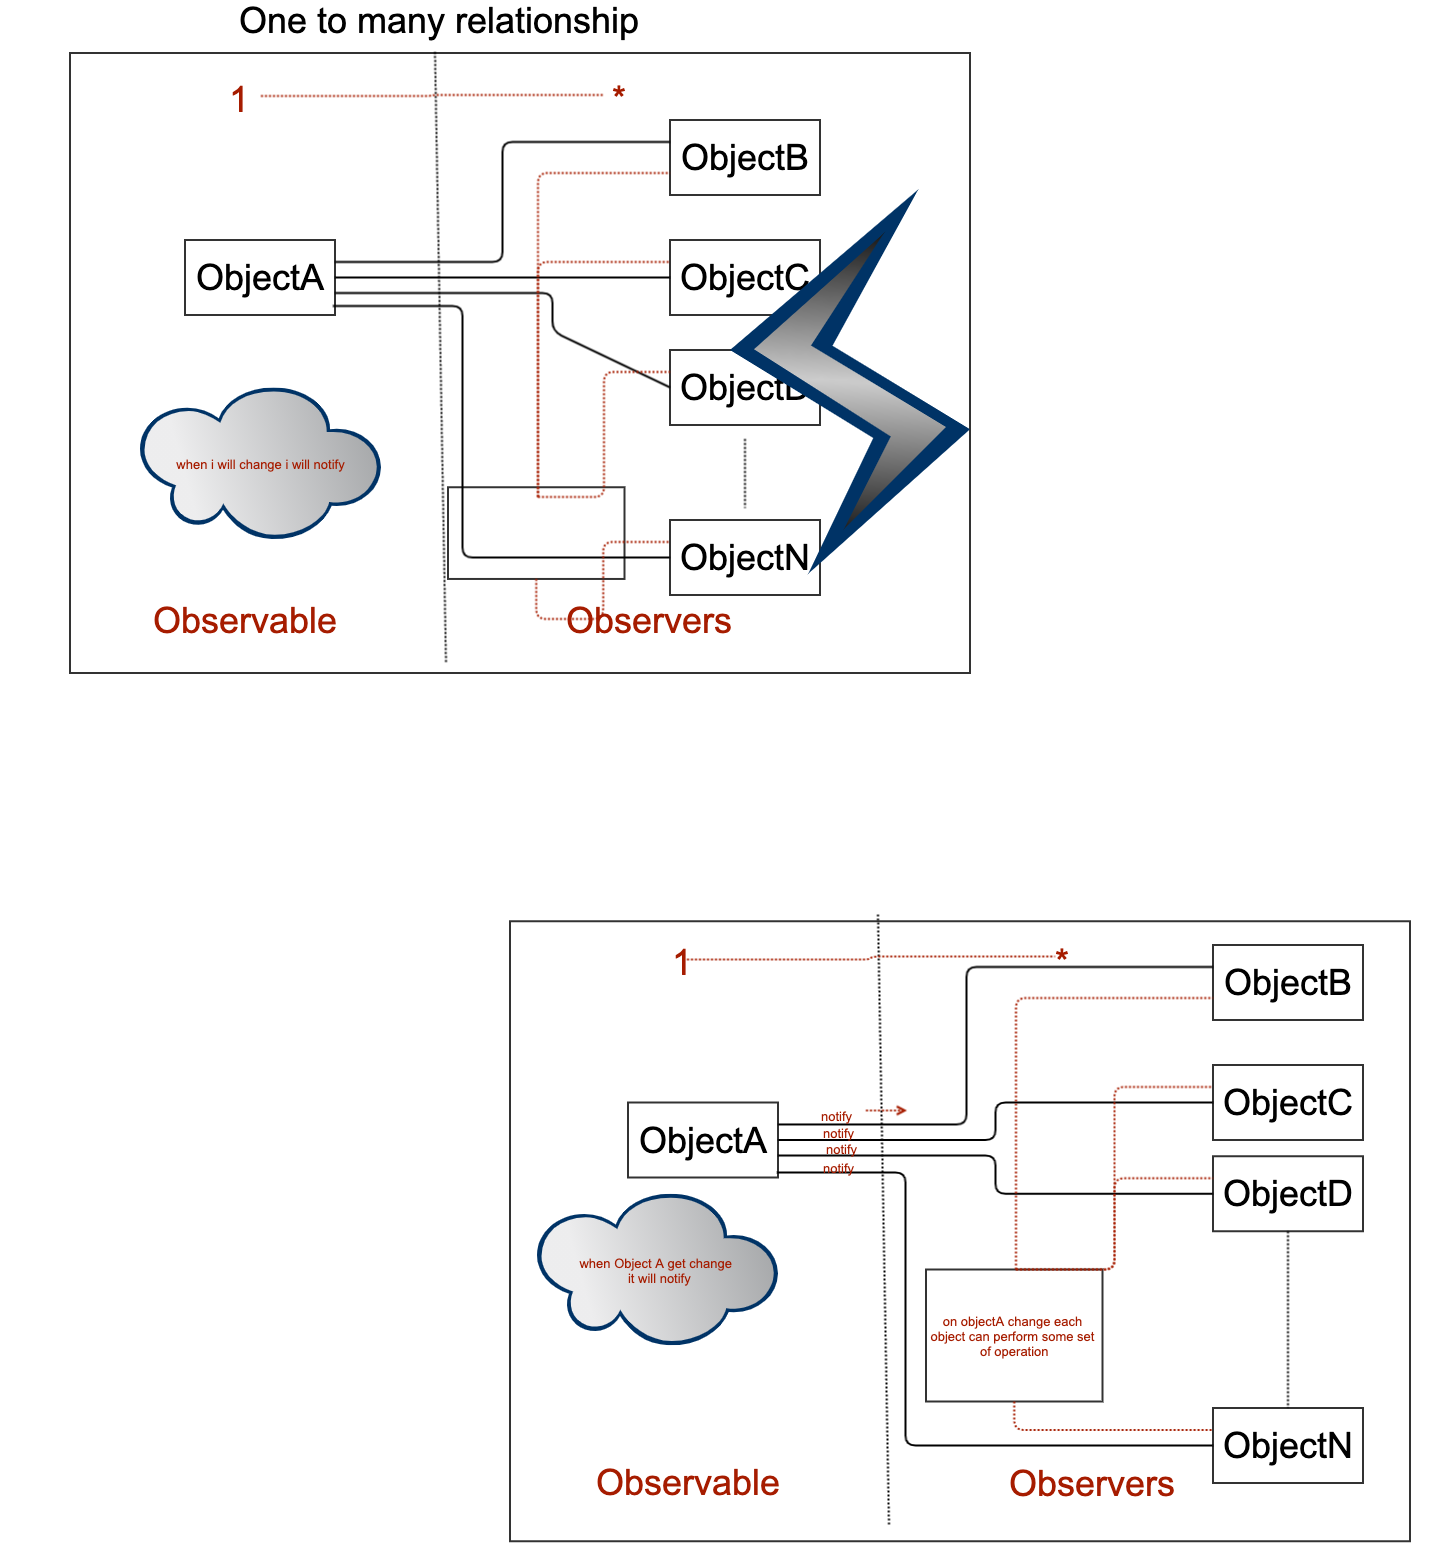 One to many relationship
1 *
ObjectB
ObjectA
ObjectC
when i will change i will notify
ObjectN
Observable
Observers
1 *
ObjectB
ObjectC
notify
notify
notify
notify
ObjectA
ObjectD
when Object A get change
it will notify
on objectA change each
object can perform some set
of operation
ObjectN
Observable
Observers